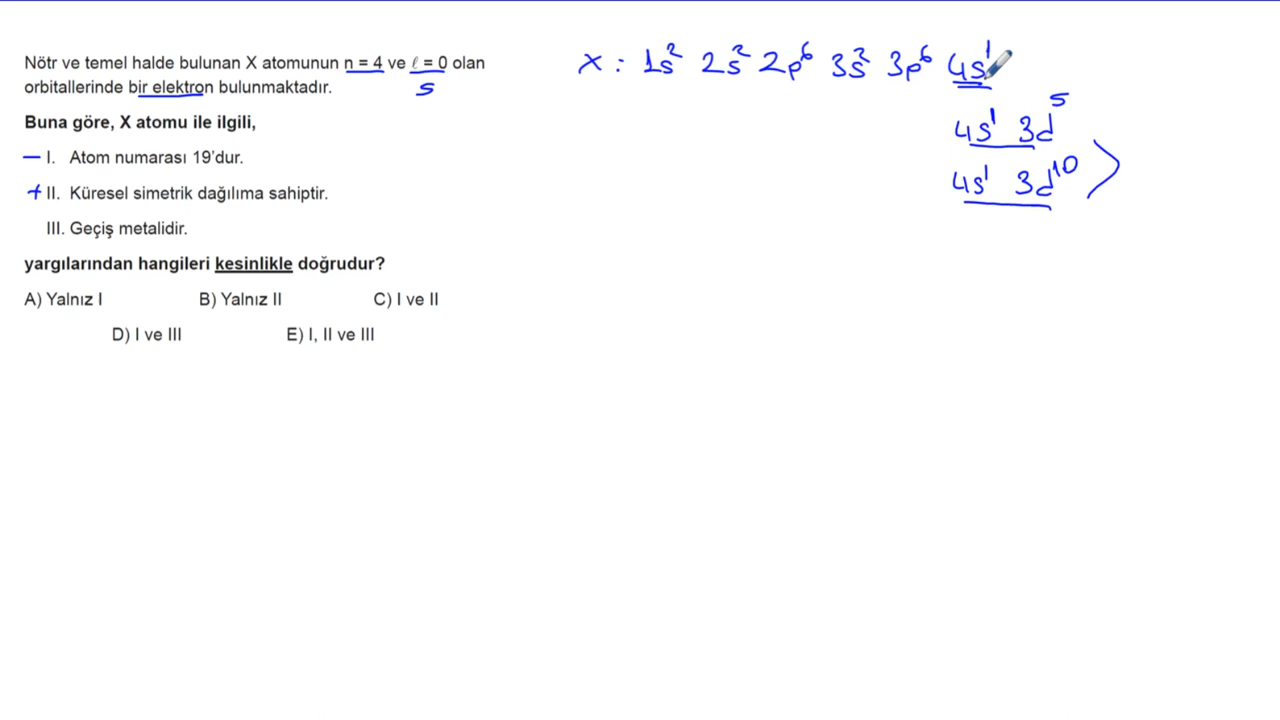 Nötr ve temel halde bulunan X atomunun n = 4 ve ℓ = 0 olan
orbitallerinde bir elektron bulunmaktadır.
s
Buna göre, X atomu ile ilgili,
– I. Atom numarası 19'dur.
+ II. Küresel simetrik dağılıma sahiptir.
III. Geçiş metalidir.
yargılarından hangileri kesinlikle doğrudur?
A) Yalnız I B) Yalnız II C) I ve II
D) I ve III E) I, II ve III
X : 1s² 2s² 2p⁶ 3s² 3p⁶ 4s¹
4s¹ 3d⁵
4s¹ 3d¹⁰